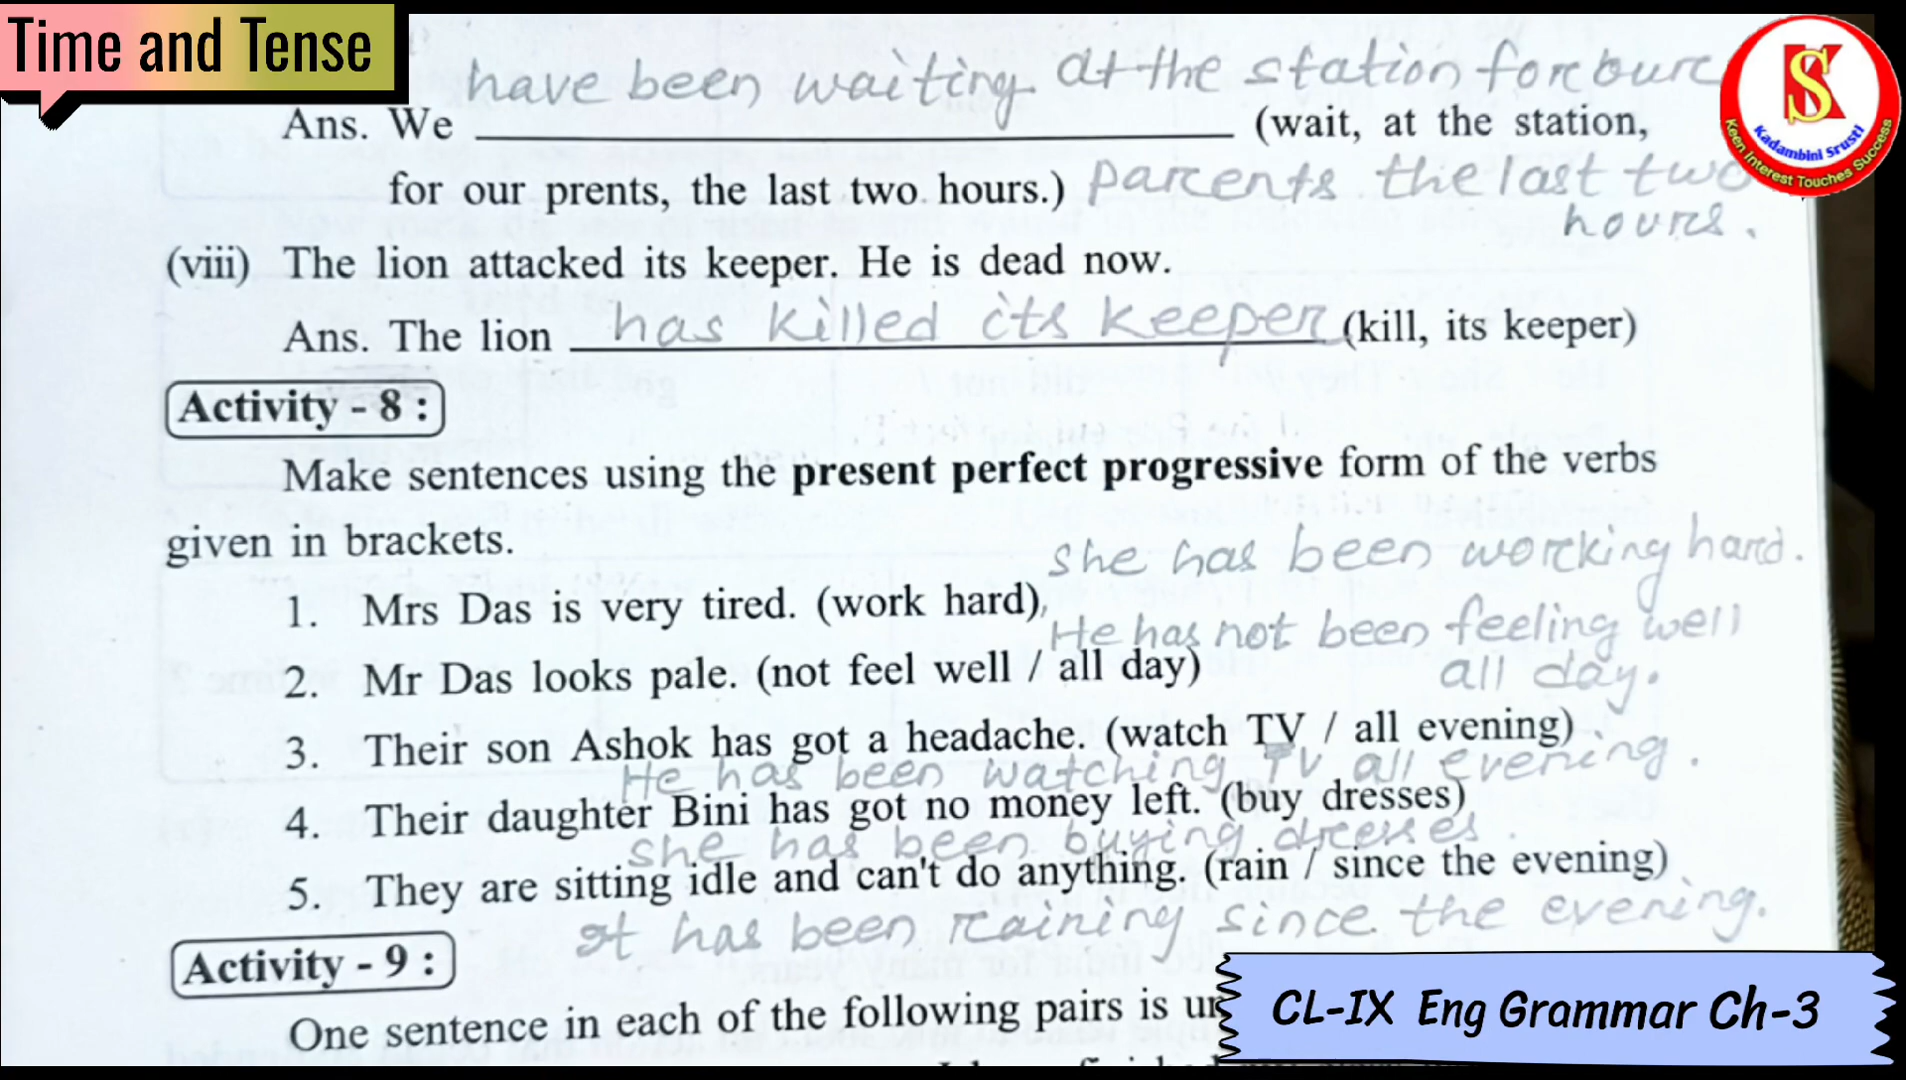 Time and Tense
have been waiting at the station for our
Ans. We (wait, at the station,
for our prents, the last two hours.) parents the last two
hours.
(viii) The lion attacked its keeper. He is dead now.
Ans. The lion has killed its keeper (kill, its keeper)
Activity - 8 :
Make sentences using the present perfect progressive form of the verbs
given in brackets.
she has been working hard.
1. Mrs Das is very tired. (work hard),
He has not been feeling well
2. Mr Das looks pale. (not feel well / all day)
all day.
3. Their son Ashok has got a headache. (watch TV / all evening)
He has been watching TV all evening.
4. Their daughter Bini has got no money left. (buy dresses)
she has been buying dresses.
5. They are sitting idle and can't do anything. (rain / since the evening)
It has been raining since the evening.
Activity - 9 :
One sentence in each of the following pairs is
CL-IX Eng Grammar Ch-3
KS
Kadambini Srusti
Keen Interest Touches Success